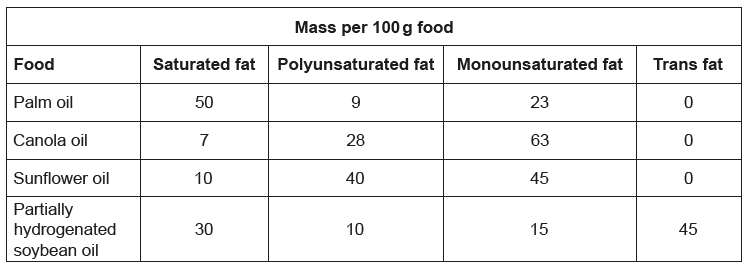 Mass per 100 g food
Food Saturated fat Polyunsaturated fat Monounsaturated fat Trans fat
Palm oil 50 9 23 0
Canola oil 7 28 63 0
Sunflower oil 10 40 45 0
Partially
hydrogenated 30 10 15 45
soybean oil